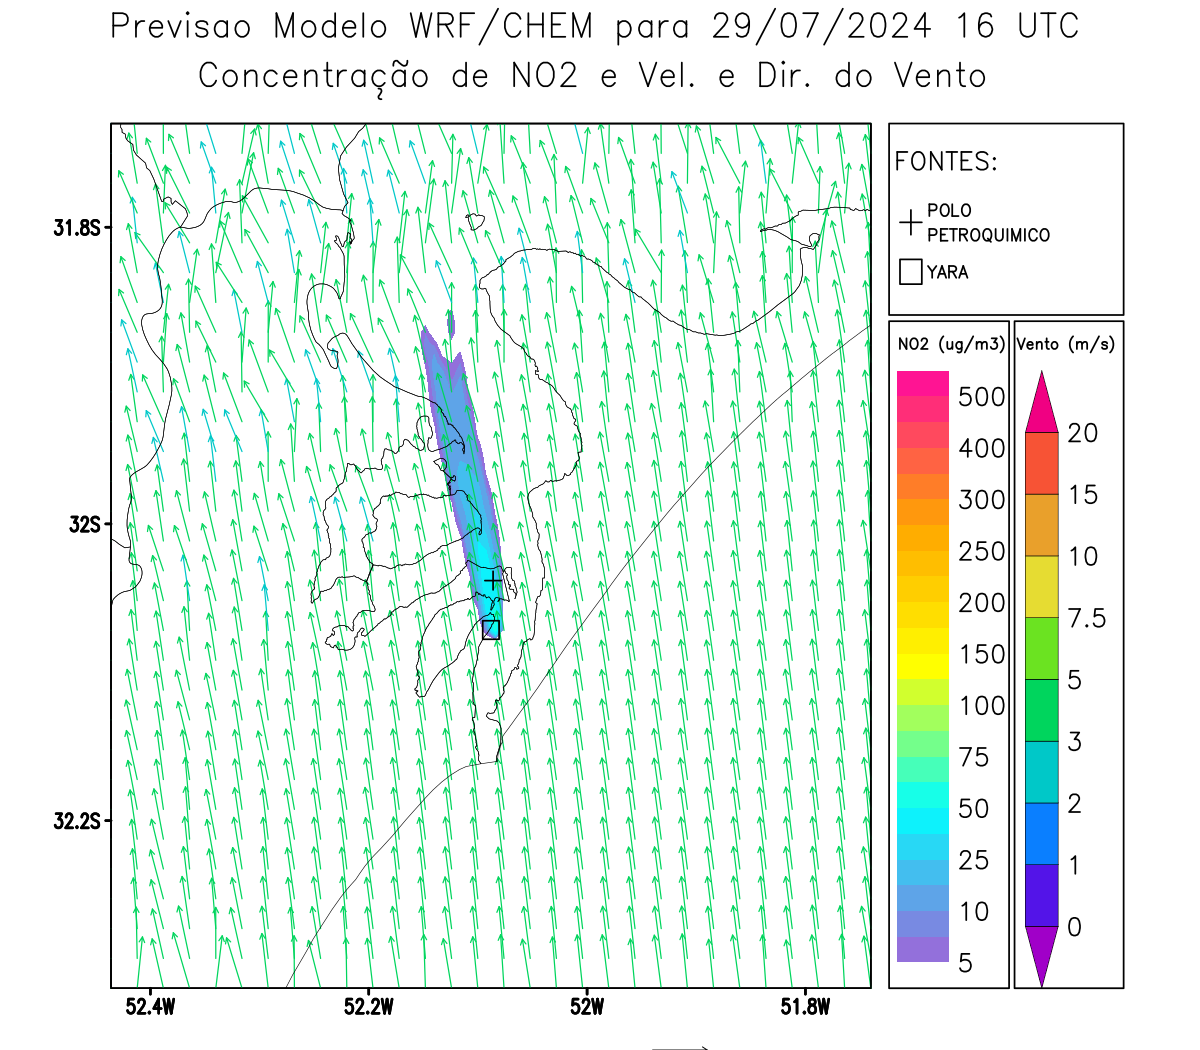 Previsao Modelo WRF/CHEM para 29/07/2024 16 UTC
Concentração de NO2 e Vel. e Dir. do Vento
FONTES:
POLO
PETROQUIMICO
YARA
NO2 (ug/m3)
500
400
300
250
200
150
100
75
50
25
10
5
Vento (m/s)
20
15
10
7.5
5
3
2
1
0
31.8S
32S
32.2S
52.4W
52.2W
52W
51.8W